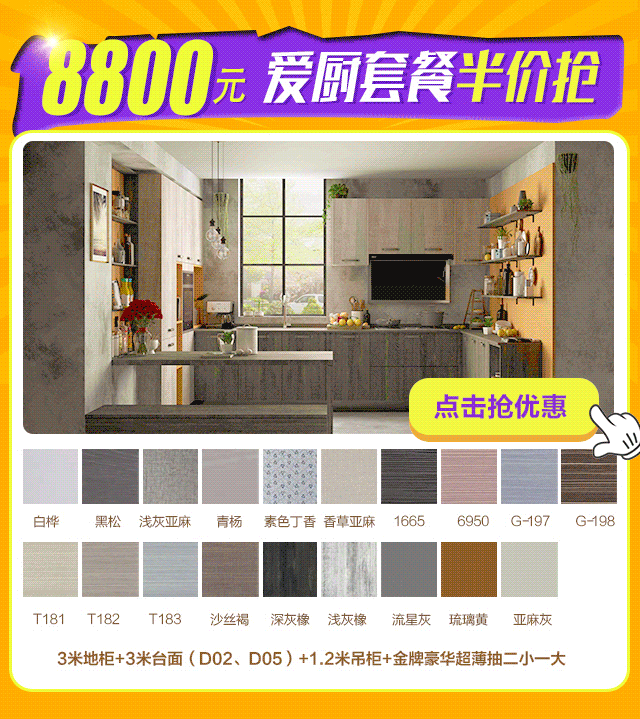 8800元 爱厨套餐半价抢
点击抢优惠
白桦 黑松 浅灰亚麻 青杨 素色丁香 香草亚麻 1665 6950 G-197 G-198
T181 T182 T183 沙丝褐 深灰橡 浅灰橡 流星灰 琉璃黄 亚麻灰
3米地柜+3米台面（D02、D05）+1.2米吊柜+金牌豪华超薄抽二小一大